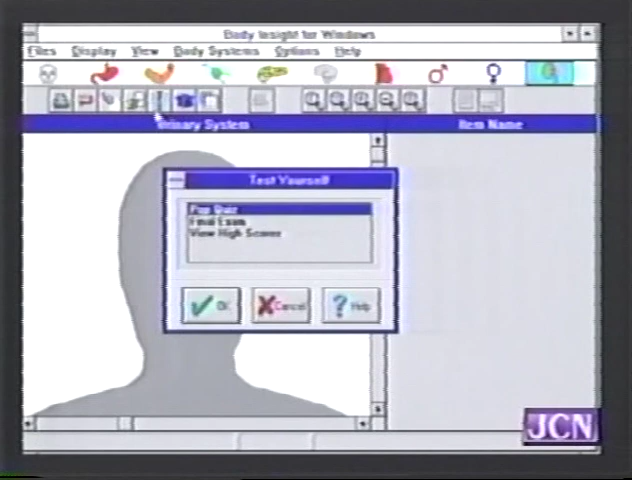 Body Insight for Windows
Files Display View Body Systems Options Help
Urinary System
Item Name
Test Yourself
Pop Quiz
Final Exam
View High Scores
OK
Cancel
Help
JCN